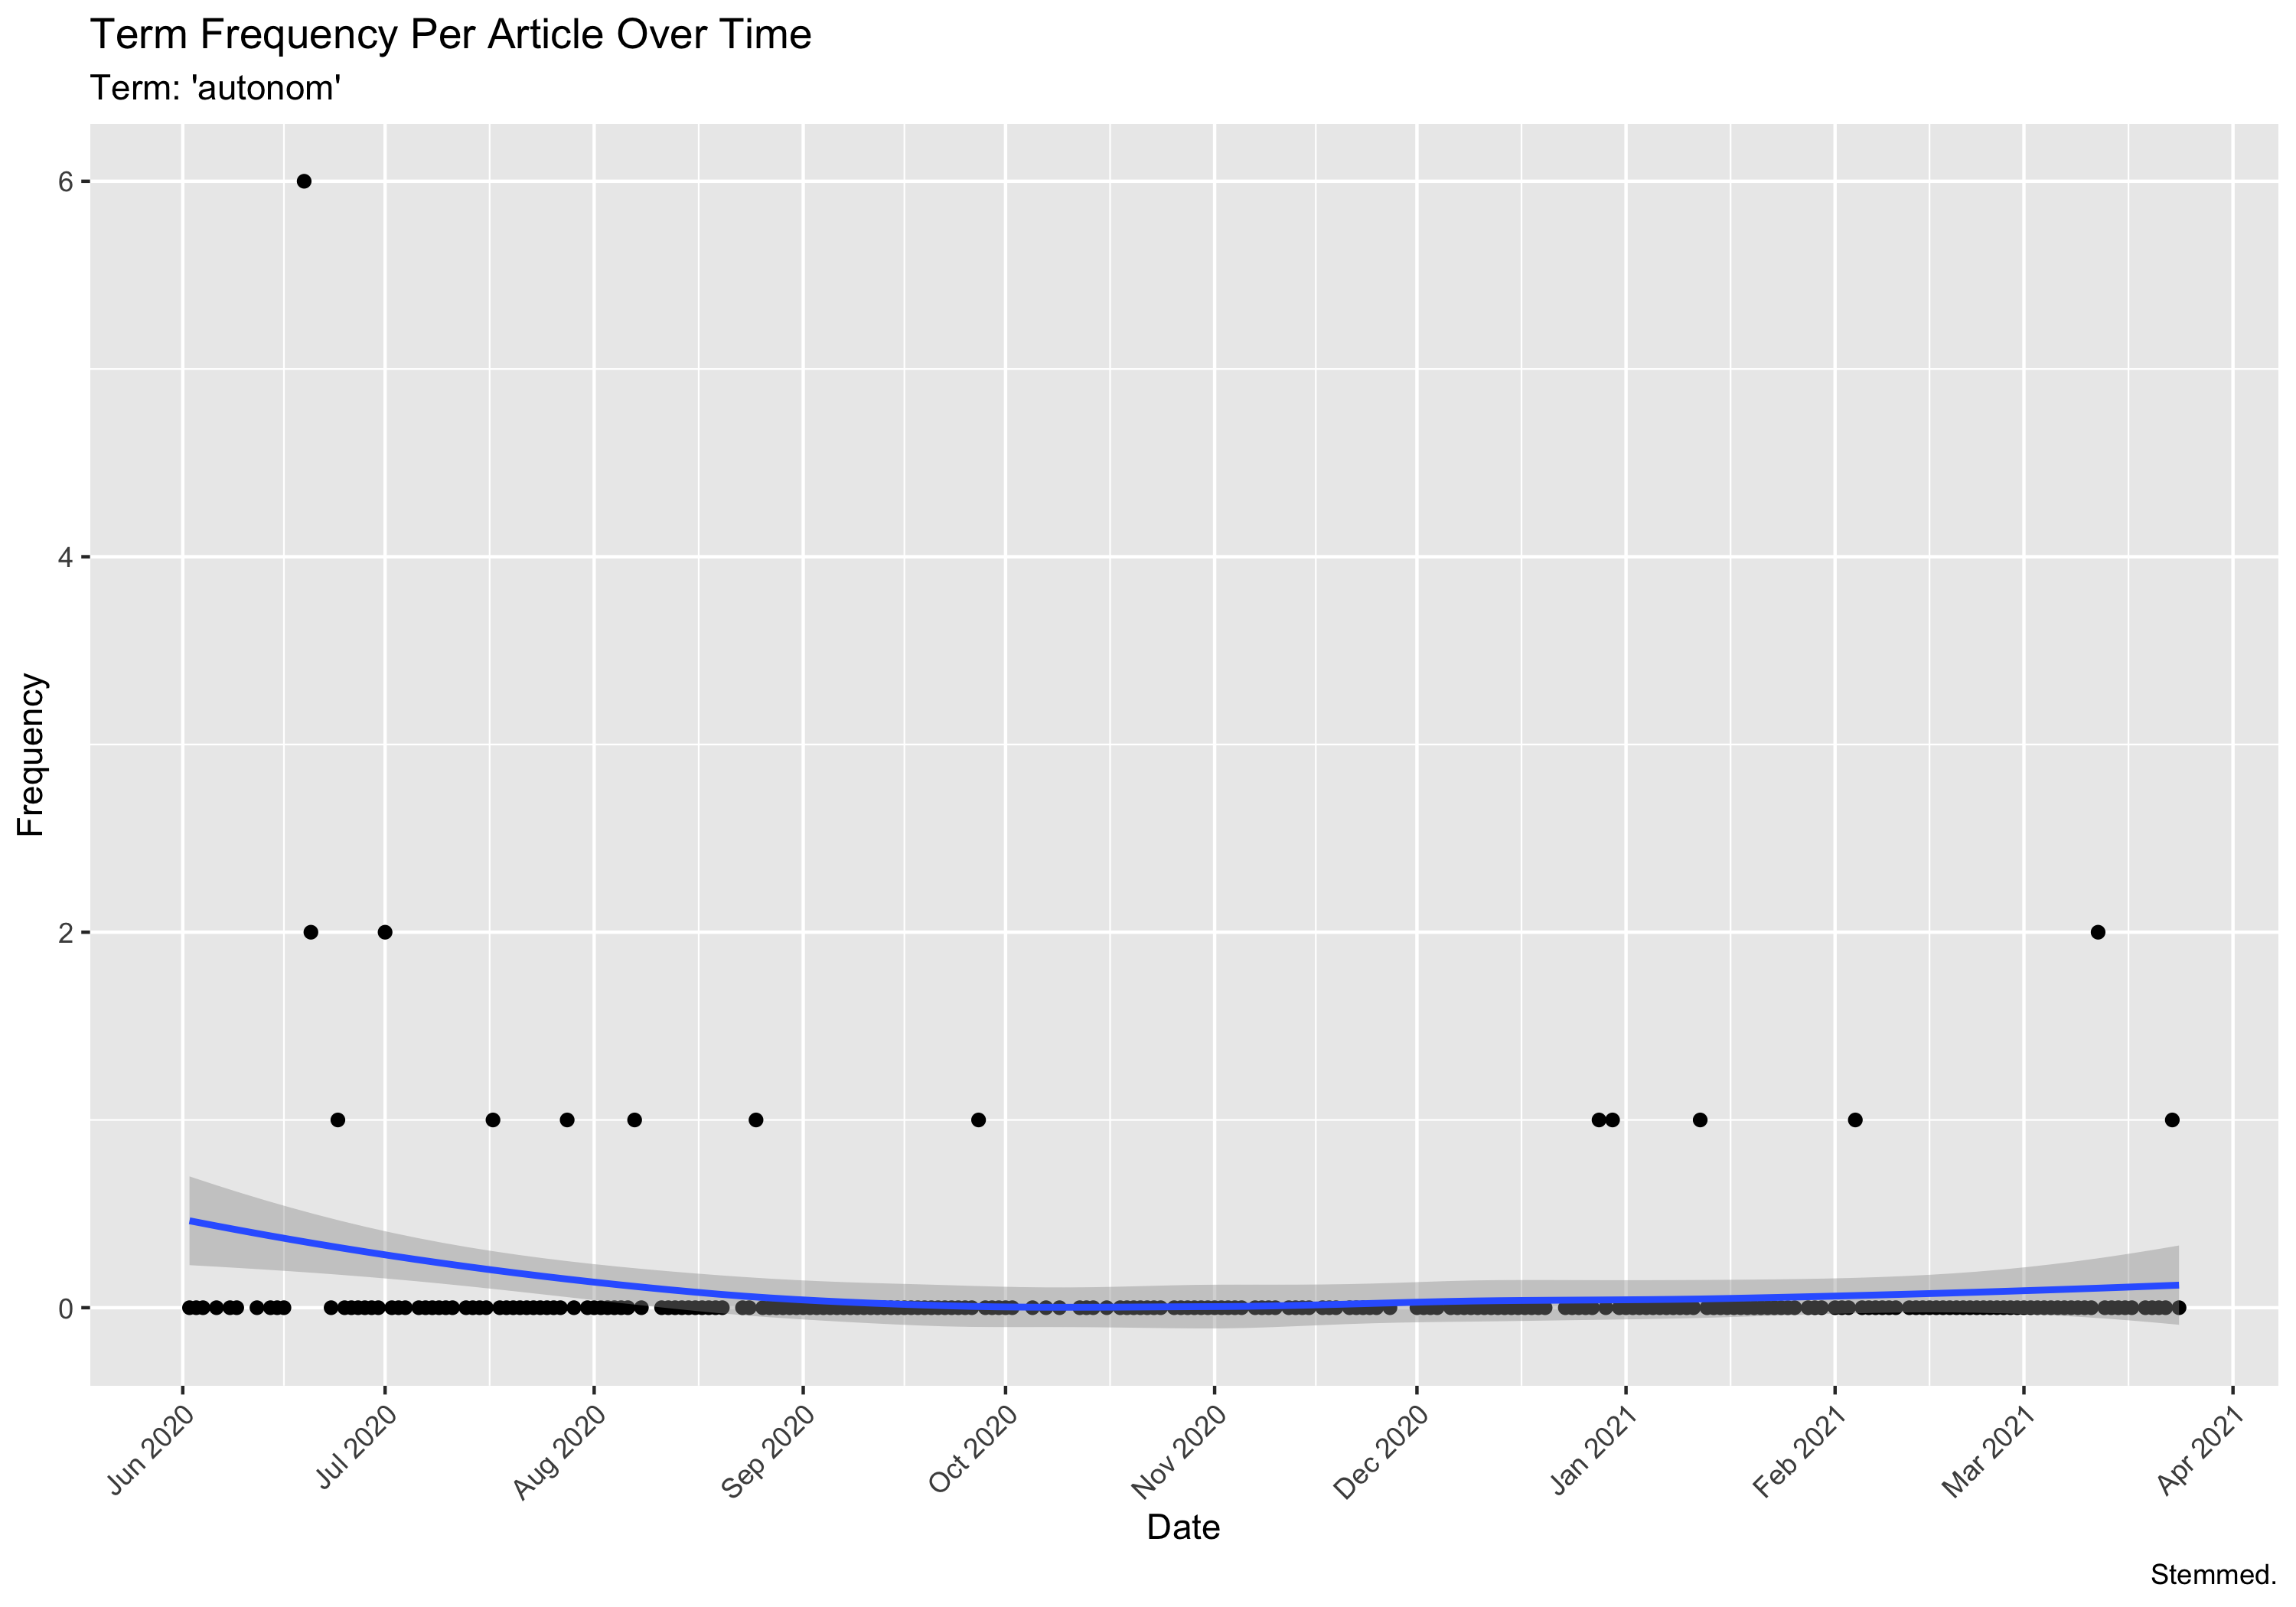 Term Frequency Per Article Over Time
Term: 'autonom'
Frequency
6
4
2
0
Jun 2020
Jul 2020
Aug 2020
Sep 2020
Oct 2020
Nov 2020
Dec 2020
Jan 2021
Feb 2021
Mar 2021
Apr 2021
Date
Stemmed.